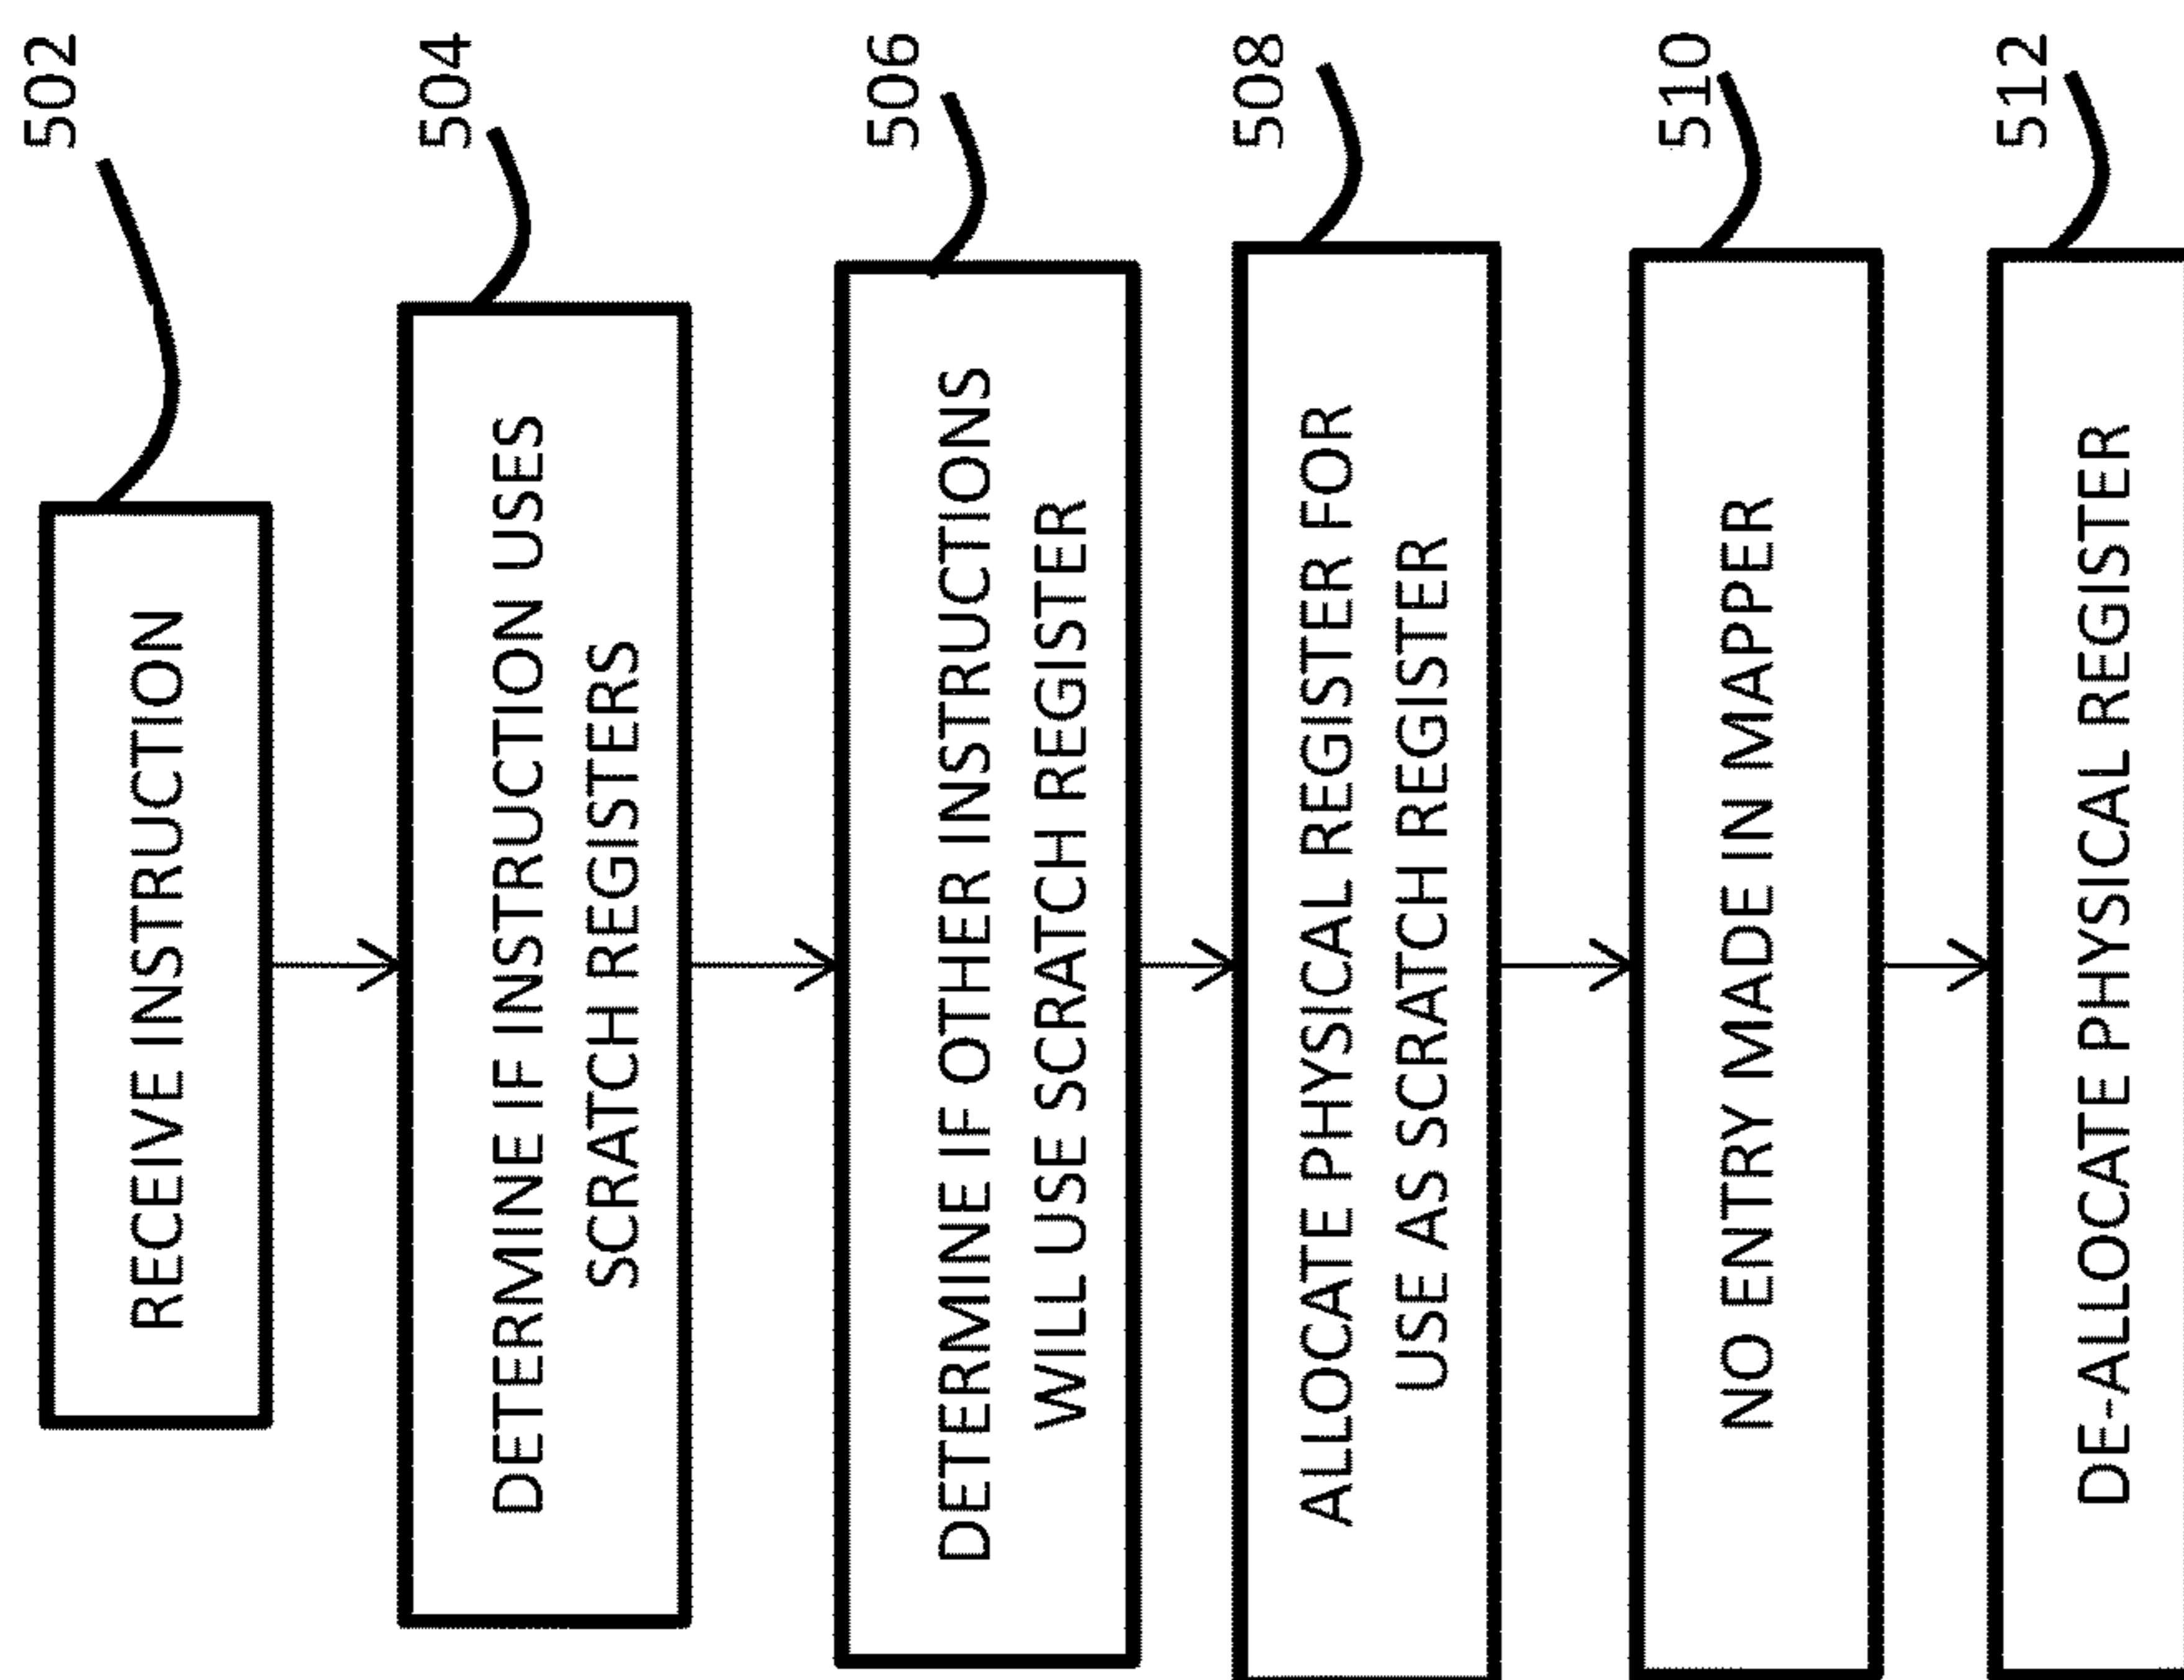 502
RECEIVE INSTRUCTION
504
DETERMINE IF INSTRUCTION USES
SCRATCH REGISTERS
506
DETERMINE IF OTHER INSTRUCTIONS
WILL USE SCRATCH REGISTER
508
ALLOCATE PHYSICAL REGISTER FOR
USE AS SCRATCH REGISTER
510
NO ENTRY MADE IN MAPPER
512
DE-ALLOCATE PHYSICAL REGISTER